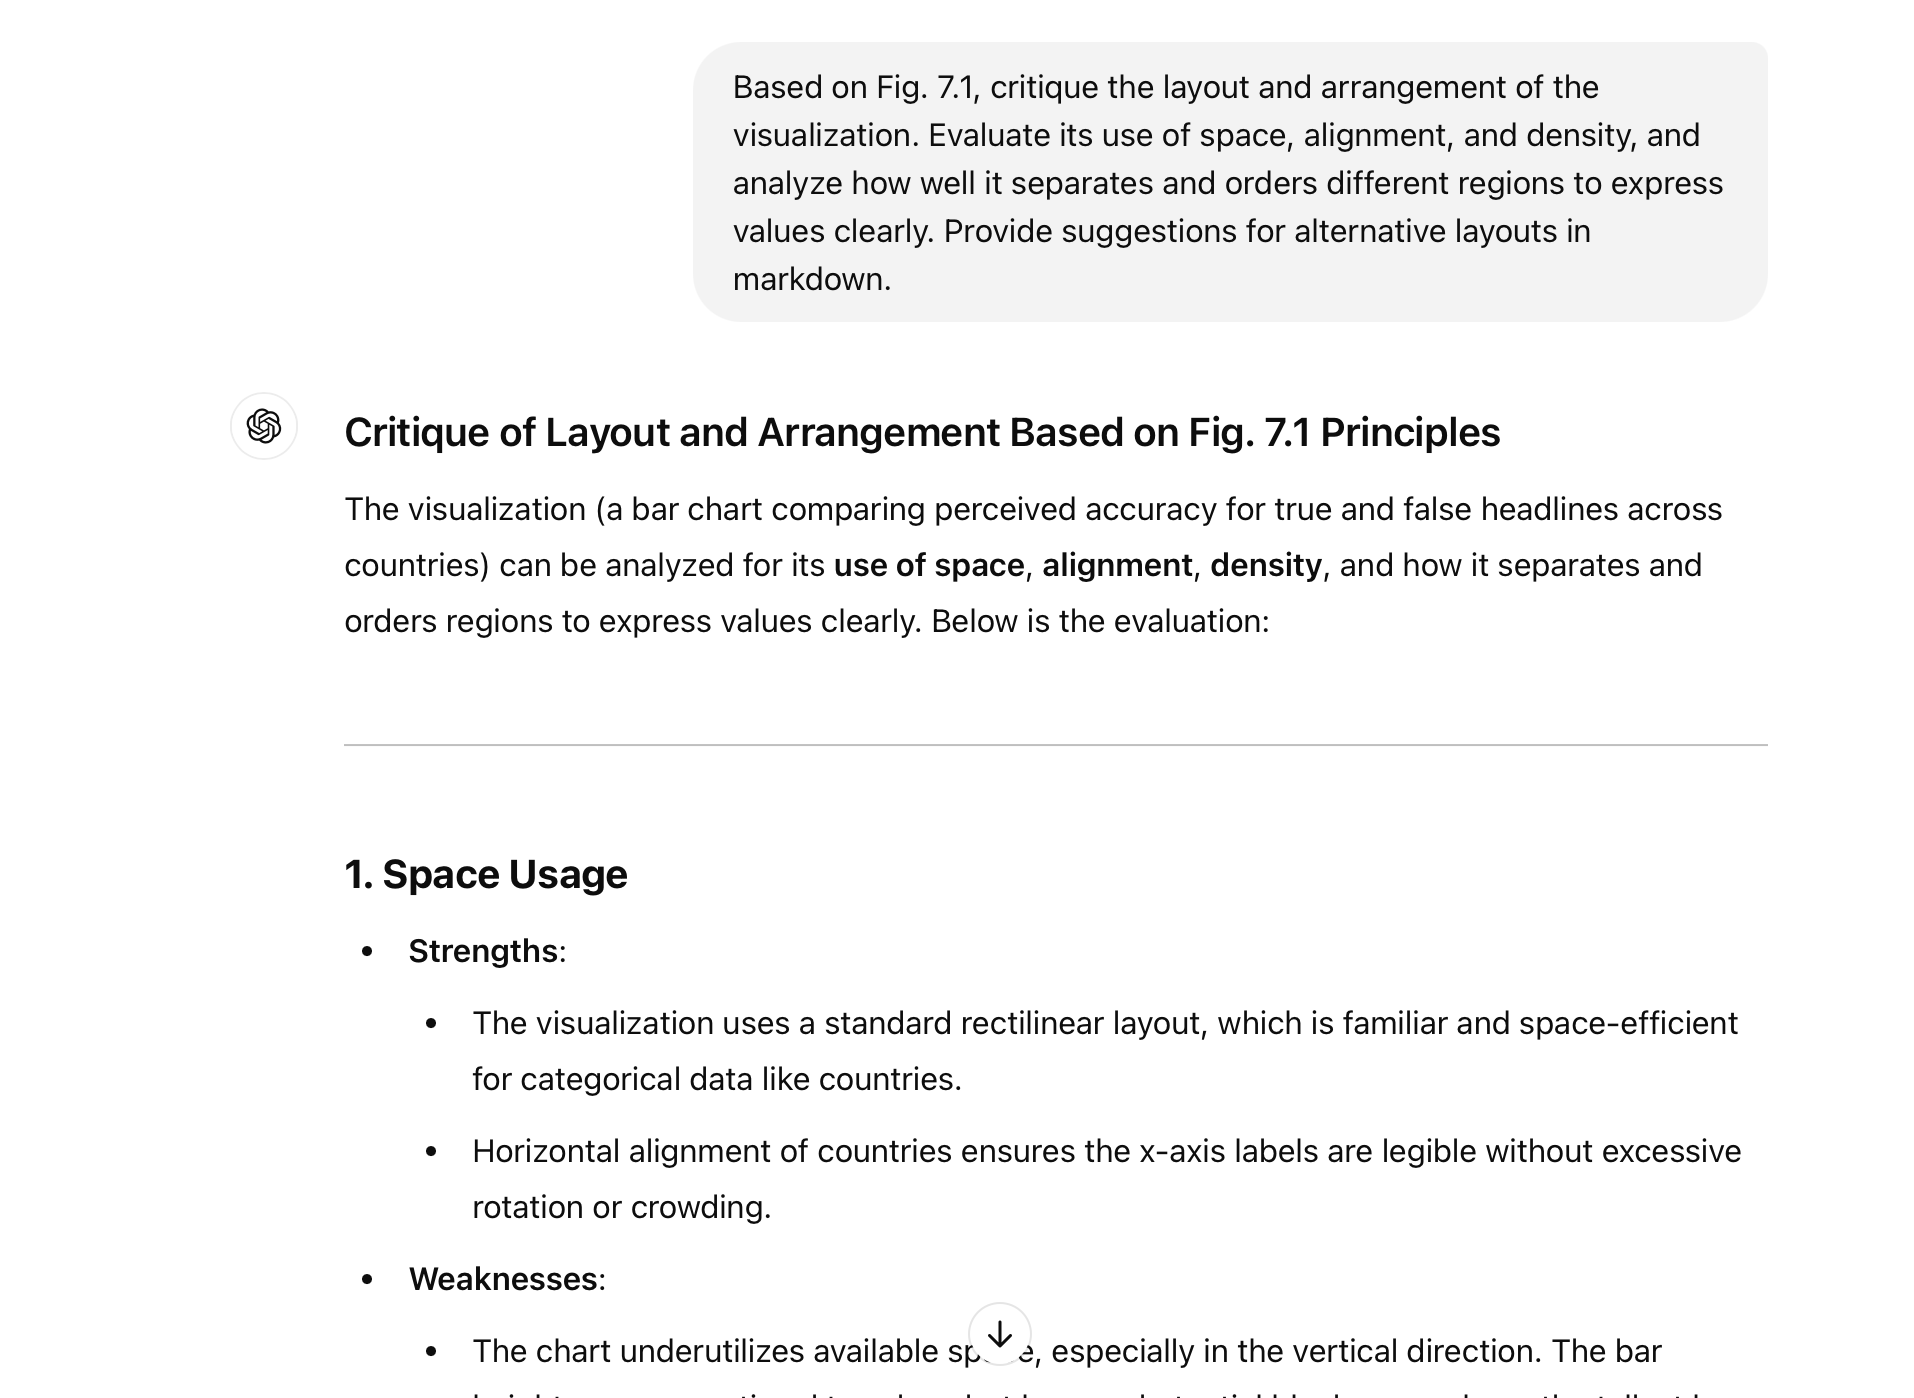 Based on Fig. 7.1, critique the layout and arrangement of the
visualization. Evaluate its use of space, alignment, and density, and
analyze how well it separates and orders different regions to express
values clearly. Provide suggestions for alternative layouts in
markdown.
Critique of Layout and Arrangement Based on Fig. 7.1 Principles
The visualization (a bar chart comparing perceived accuracy for true and false headlines across
countries) can be analyzed for its use of space, alignment, density, and how it separates and
orders regions to express values clearly. Below is the evaluation:
1. Space Usage
• Strengths:
• The visualization uses a standard rectilinear layout, which is familiar and space-efficient
for categorical data like countries.
• Horizontal alignment of countries ensures the x-axis labels are legible without excessive
rotation or crowding.
• Weaknesses:
• The chart underutilizes available space, especially in the vertical direction. The bar